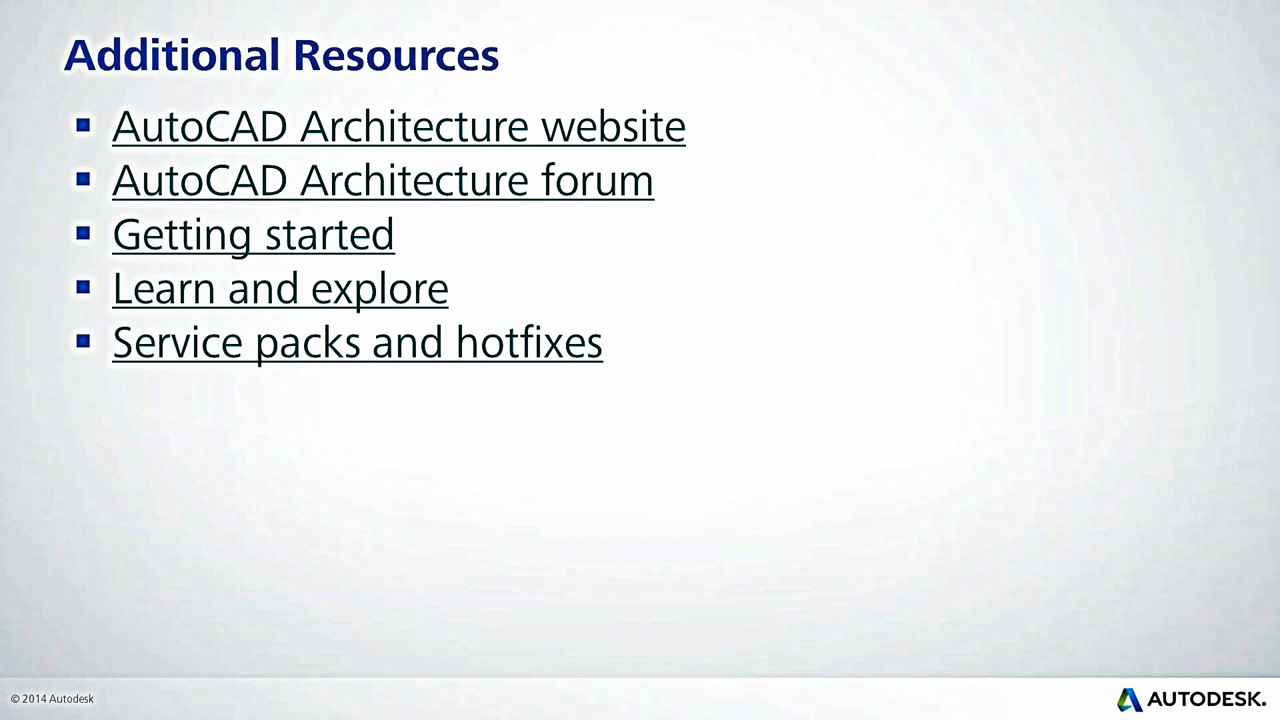 Additional Resources
AutoCAD Architecture website
AutoCAD Architecture forum
Getting started
Learn and explore
Service packs and hotfixes
© 2014 Autodesk
AUTODESK.